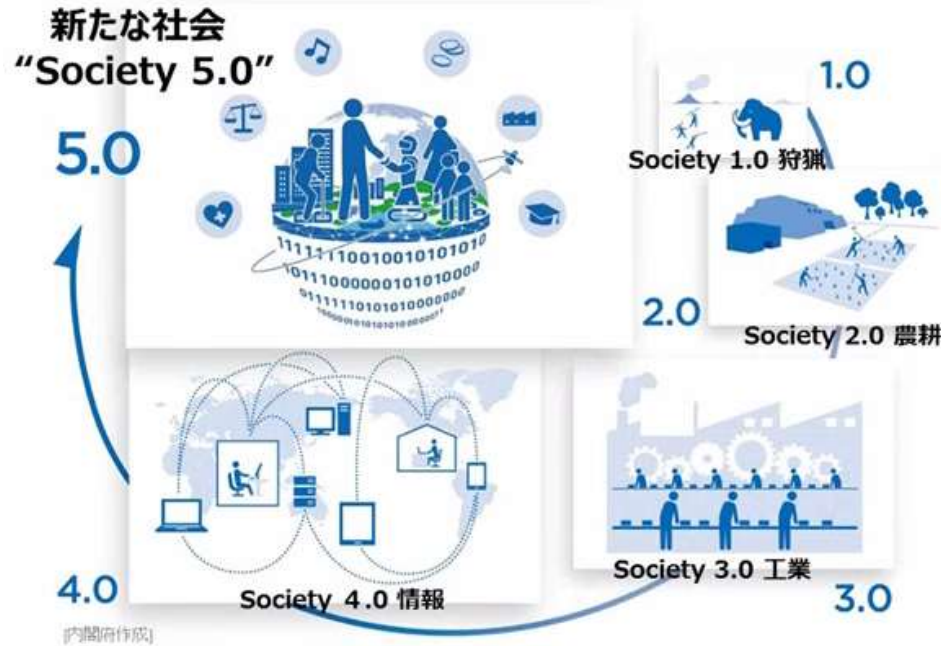 新たな社会
“Society 5.0”
5.0
1.0
Society 1.0 狩猟
2.0
Society 2.0 農耕
3.0
Society 3.0 工業
4.0
Society ４.0 情報
1111111001001010101010
01011100000010101010000
[内閣府作成]